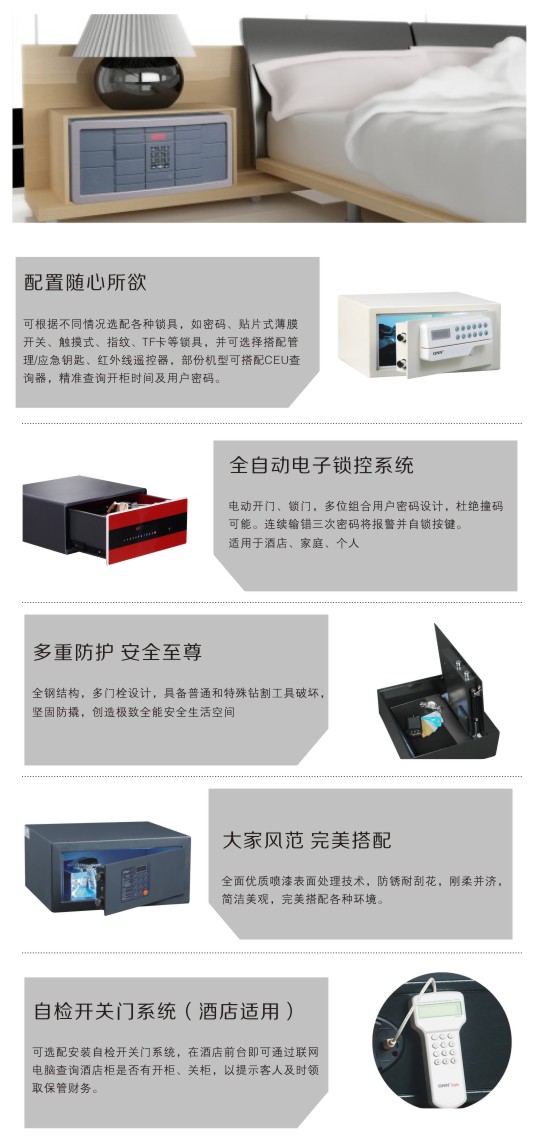 配置随心所欲
可根据不同情况选配各种锁具，如密码、贴片式薄膜
开关、触摸式、指纹、TF卡等锁具，并可选择搭配管
理/应急钥匙、红外线遥控器，部份机型可搭配CEU查
询器，精准查询开柜时间及用户密码。
全自动电子锁控系统
电动开门、锁门，多位组合用户密码设计，杜绝撞码
可能。连续输错三次密码将报警并自锁按键。
适用于酒店、家庭、个人
多重防护 安全至尊
全钢结构，多门栓设计，具备普通和特殊钻割工具破坏，
坚固防撬，创造极致全能安全生活空间
大家风范 完美搭配
全面优质喷漆表面处理技术，防锈耐刮花，刚柔并济，
简洁美观，完美搭配各种环境。
自检开关门系统（酒店适用）
可选配安装自检开关门系统，在酒店前台即可通过联网
电脑查询酒店柜是否有开柜、关柜，以提示客人及时领
取保管财务。